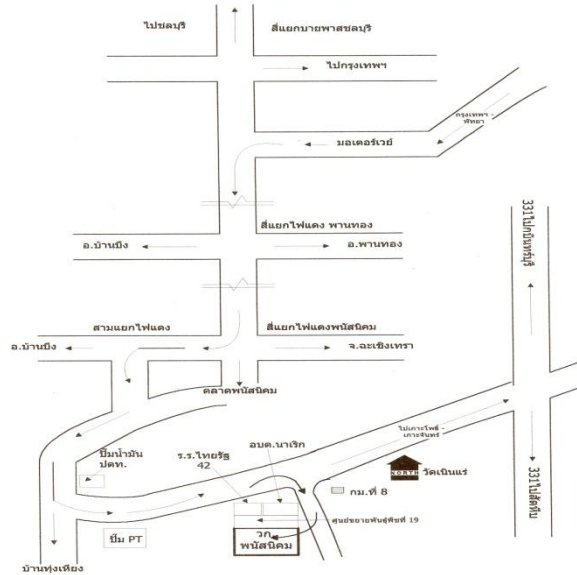 ไปชลบุรี
สี่แยกบายพาสชลบุรี
ไปกรุงเทพฯ
กรุงเทพฯ -
พัทยา
มอเตอร์เวย์
สี่แยกไฟแดง พานทอง
อ.บ้านบึง
อ.พานทอง
331ไปกบินทร์บุรี
สามแยกไฟแดง
สี่แยกไฟแดงพนัสนิคม
อ.บ้านบึง
จ.ฉะเชิงเทรา
ตลาดพนัสนิคม
ไปเกาะโพธิ์ -
เกาะจันทร์
ปั๊มน้ำมัน
ปตท.
ร.ร.ไทยรัฐ
42
อบต.นาเริก
NORTH
วัดเนินแร่
กม.ที่ 8
331ไปสัตหีบ
ศูนย์ขยายพันธุ์พืชที่ 19
ปั๊ม PT
วก
พนัสนิคม
บ้านทุ่งเหียง